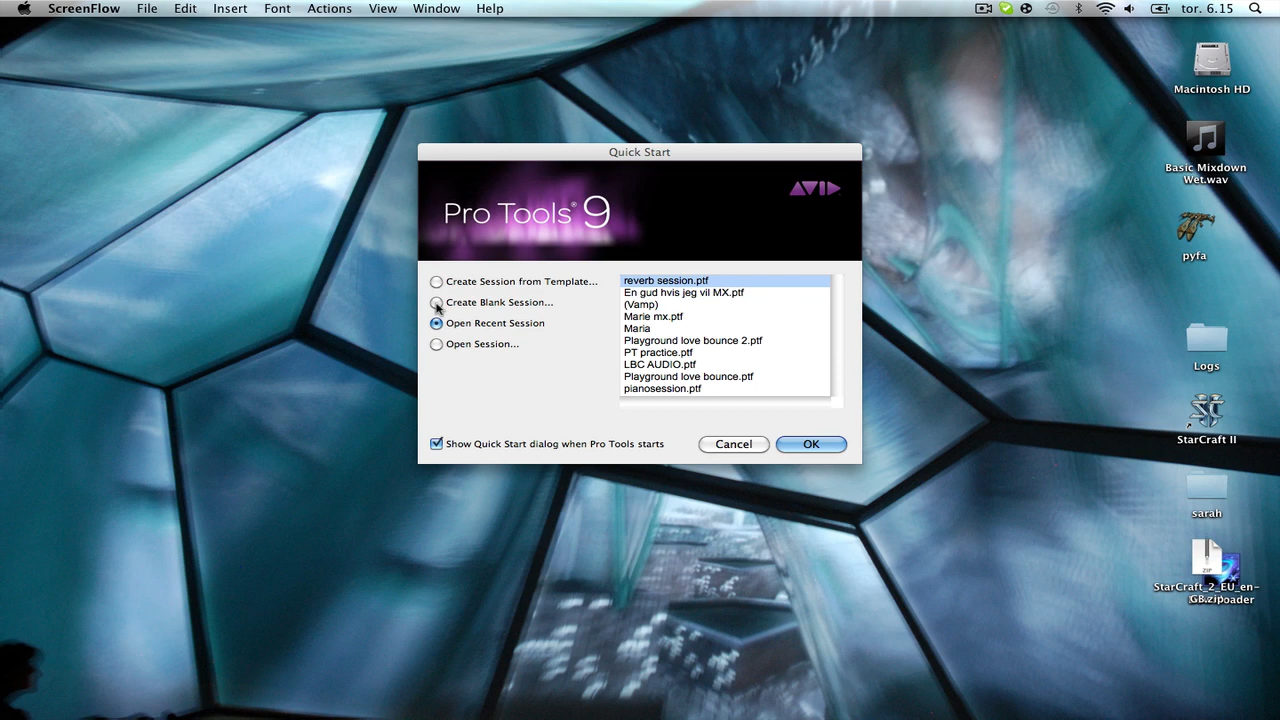 ScreenFlow File Edit Insert Font Actions View Window Help tor. 6.15
Macintosh HD
Basic Mixdown
Wet.wav
pyfa
Logs
StarCraft II
sarah
ZIP
StarCraft_2_EU_en-
GB.zip
Quick Start
AVID
Pro Tools® 9
Create Session from Template...
Create Blank Session...
Open Recent Session
Open Session...
reverb session.ptf
En gud hvis jeg vil MX.ptf
(Vamp)
Marie mx.ptf
Maria
Playground love bounce 2.ptf
PT practice.ptf
LBC AUDIO.ptf
Playground love bounce.ptf
pianosession.ptf
Show Quick Start dialog when Pro Tools starts
Cancel
OK